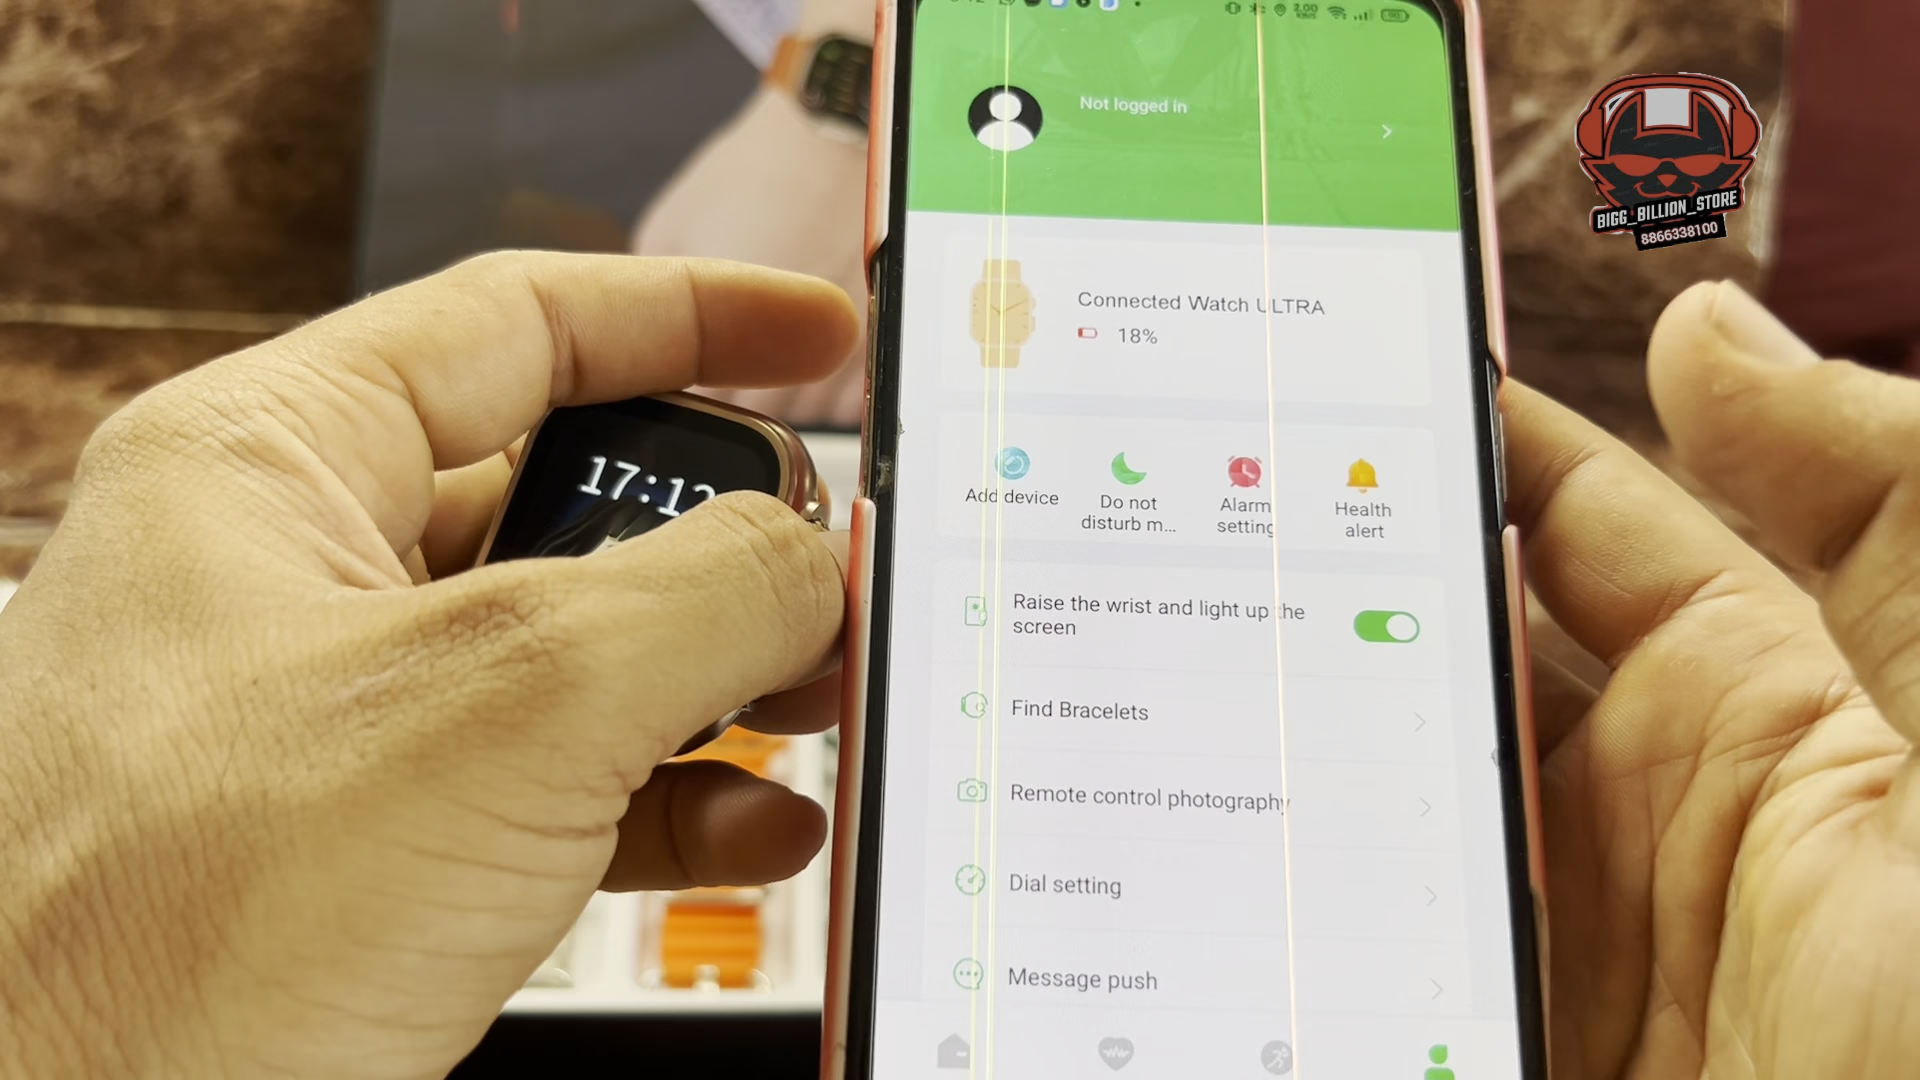 Not logged in
BIGG_BILLION_STORE
8866338100
Connected Watch ULTRA
18%
17:12
Add device
Do not
disturb m...
Alarm
setting
Health
alert
Raise the wrist and light up the
screen
Find Bracelets
Remote control photography
Dial setting
Message push